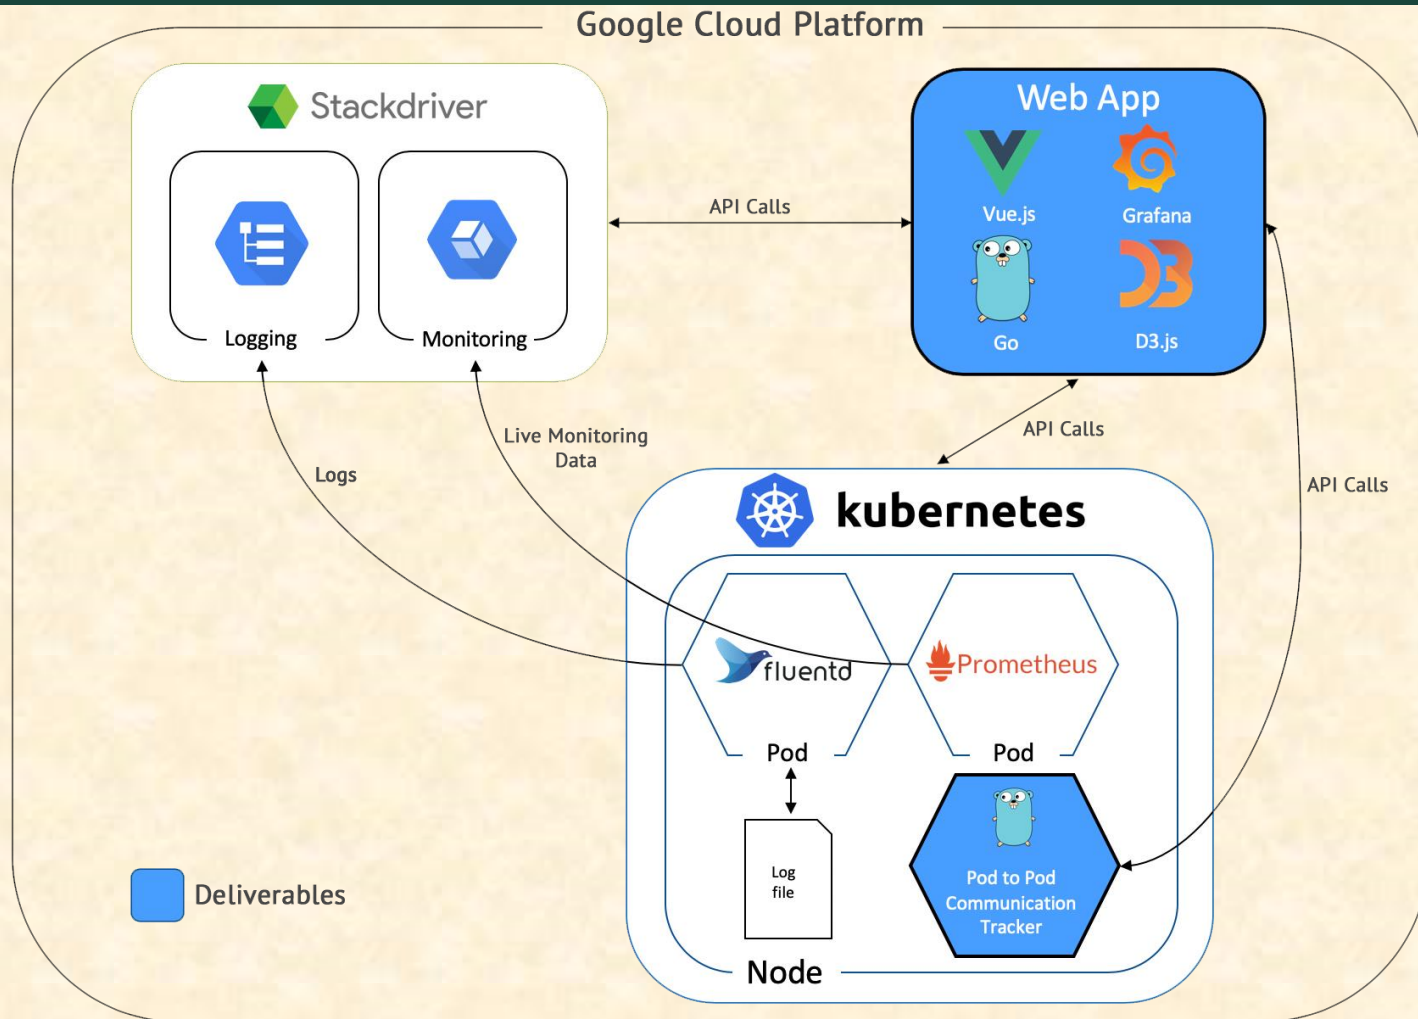 Google Cloud Platform
Stackdriver
Logging
Monitoring
API Calls
Web App
Vue.js
Grafana
Go
D3.js
API Calls
API Calls
Logs
Live Monitoring
Data
kubernetes
fluentd
Prometheus
Pod
Pod
Log
file
Pod to Pod
Communication
Tracker
Node
Deliverables